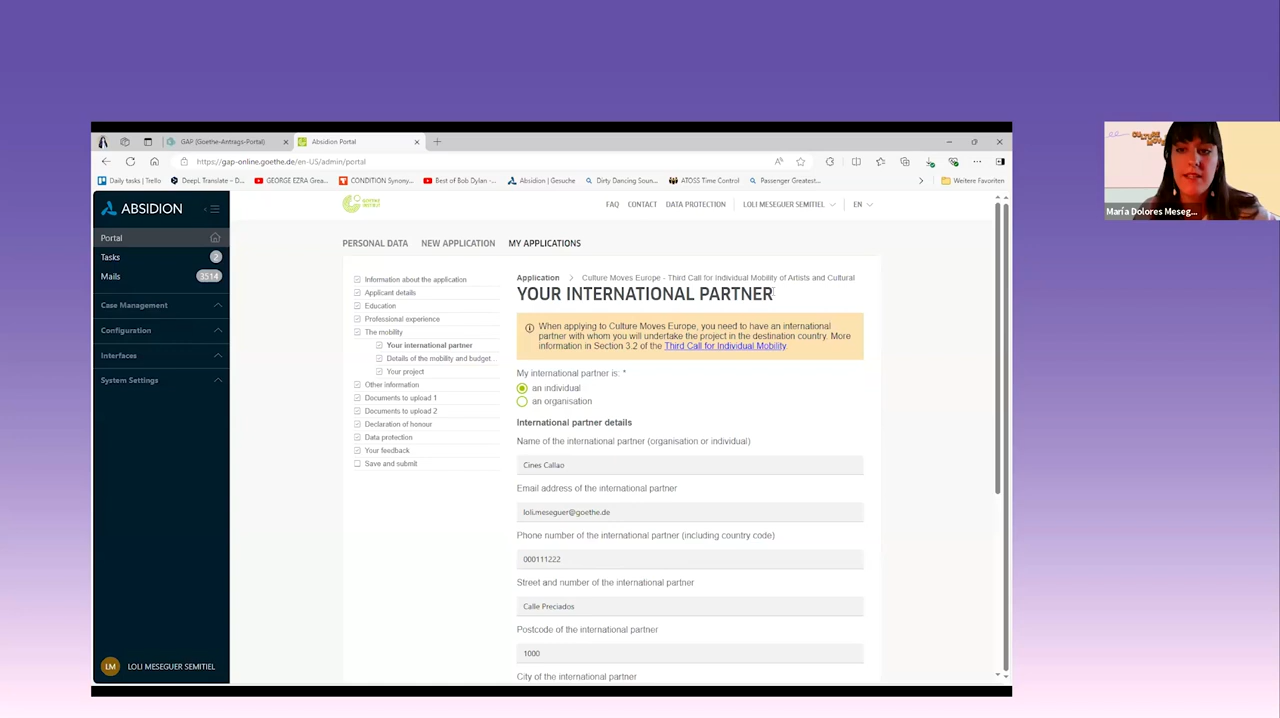 GAP (Goethe-Antrags-Portal)
Absidion Portal
https://gap-online.goethe.de/en-US/admin/portal
Daily tasks | Trello
DeepL Translate – D...
GEORGE EZRA Grea...
CONDITION Synony...
Best of Bob Dylan -...
Absidion | Gesuche
Dirty Dancing Soun...
ATOSS Time Control
Passenger Greatest...
Weitere Favoriten
ABSIDION
Portal
Tasks
2
Mails
3514
Case Management
Configuration
Interfaces
System Settings
LM
LOLI MESEGUER SEMITIEL
FAQ
CONTACT
DATA PROTECTION
LOLI MESEGUER SEMITIEL
EN
PERSONAL DATA
NEW APPLICATION
MY APPLICATIONS
Information about the application
Applicant details
Education
Professional experience
The mobility
Your international partner
Details of the mobility and budget...
Your project
Other information
Documents to upload 1
Documents to upload 2
Declaration of honour
Data protection
Your feedback
Save and submit
Application > Culture Moves Europe - Third Call for Individual Mobility of Artists and Cultural
YOUR INTERNATIONAL PARTNER
When applying to Culture Moves Europe, you need to have an international
partner with whom you will undertake the project in the destination country. More
information in Section 3.2 of the Third Call for Individual Mobility.
My international partner is: *
an individual
an organisation
International partner details
Name of the international partner (organisation or individual)
Cines Callao
Email address of the international partner
loli.meseguer@goethe.de
Phone number of the international partner (including country code)
000111222
Street and number of the international partner
Calle Preciados
Postcode of the international partner
1000
City of the international partner
María Dolores Meseg...